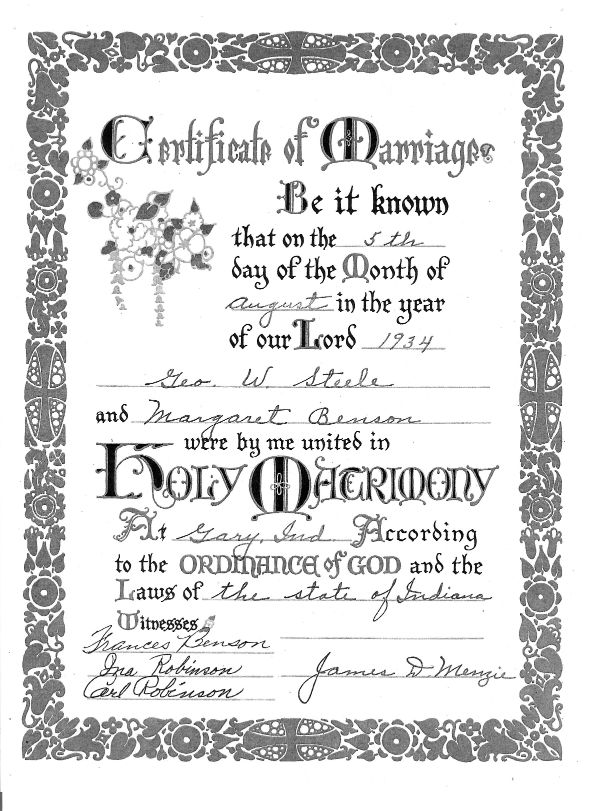 Certificate of Marriage
Be it known
that on the 5th
day of the Month of
August in the year
of our Lord 1934
Geo. W. Steele
and Margaret Benson
were by me united in
Holy Matrimony
At Gary, Ind According
to the ORDINANCE of GOD and the
Laws of the state of Indiana
Witnesses
Frances Benson
Ina Robinson
Carl Robinson
James D. Menzie